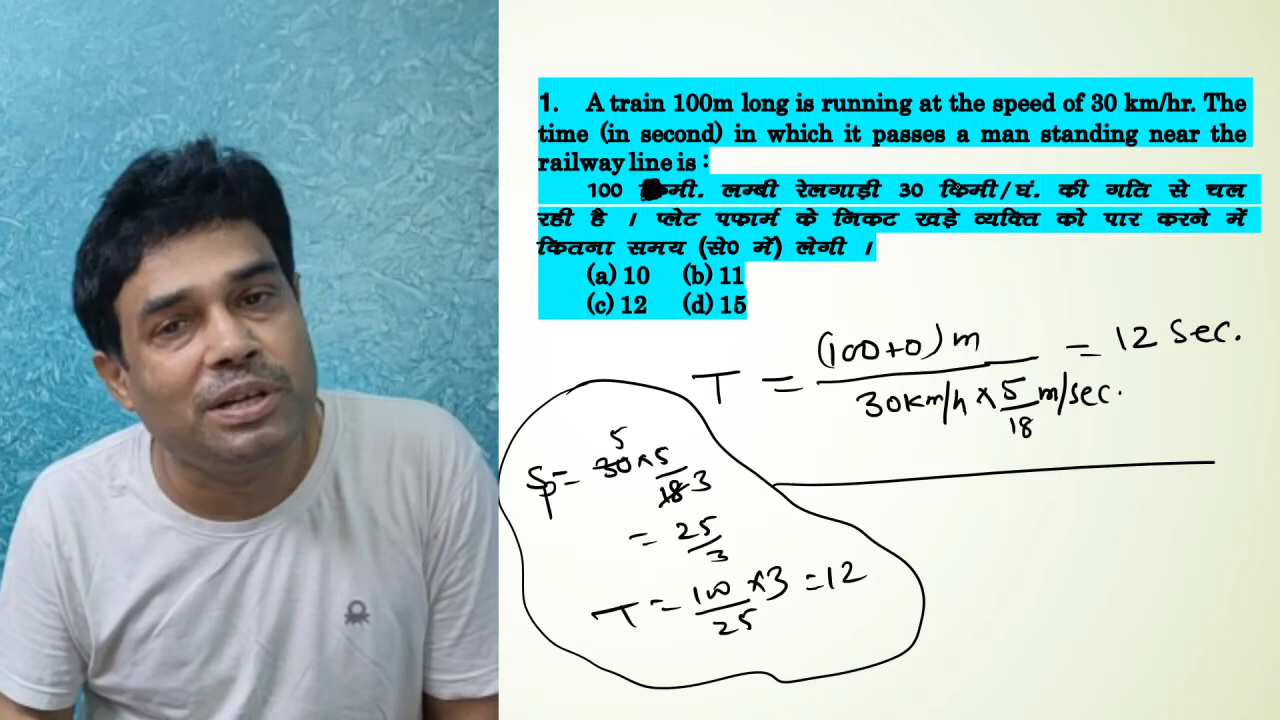 1. A train 100m long is running at the speed of 30 km/hr. The
time (in second) in which it passes a man standing near the
railway line is :
100 मी. लम्बी रेलगाड़ी 30 किमी/घं. की गति से चल
रही है । प्लेट फार्म के निकट खड़े व्यक्ति को पार करने में
कितना समय (से0 में) लेगी ।
(a) 10 (b) 11
(c) 12 (d) 15
T = (100+0)m / 30km/h × 5/18 m/sec. = 12 Sec.
Sp = 30×5/18 5 3
= 25/3
T = 100/25 ×3 = 12